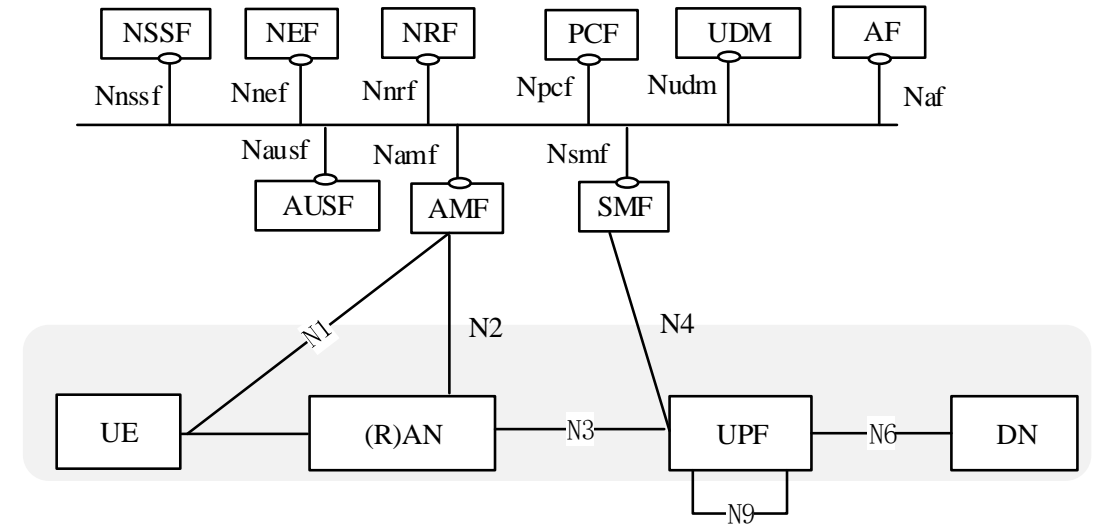 NSSF NEF NRF PCF UDM AF
Nnssf Nnef Nnrf Npcf Nudm Naf
Nausf Namf Nsmf
AUSF AMF SMF
N1 N2 N4
UE (R)AN N3 UPF N6 DN
N9